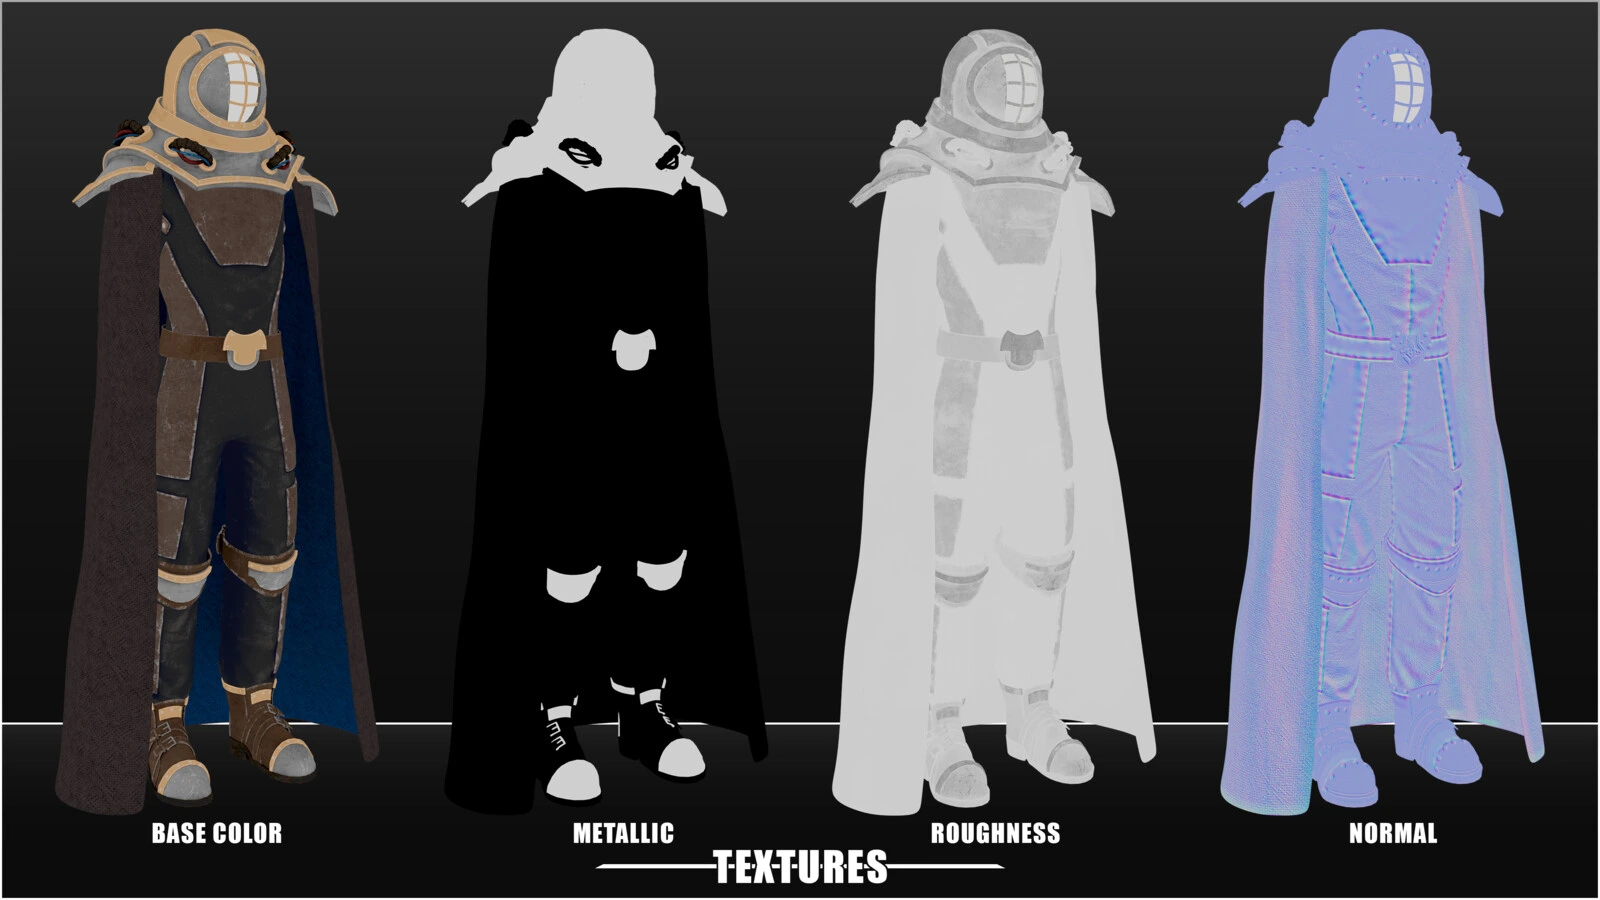 BASE COLOR
METALLIC
ROUGHNESS
NORMAL
TEXTURES